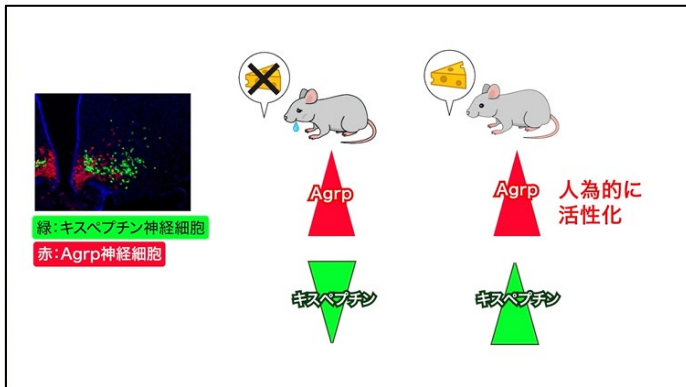 緑：キスペプチン神経細胞
赤：Agrp神経細胞
Agrp
キスペプチン
Agrp
人為的に
活性化
キスペプチン